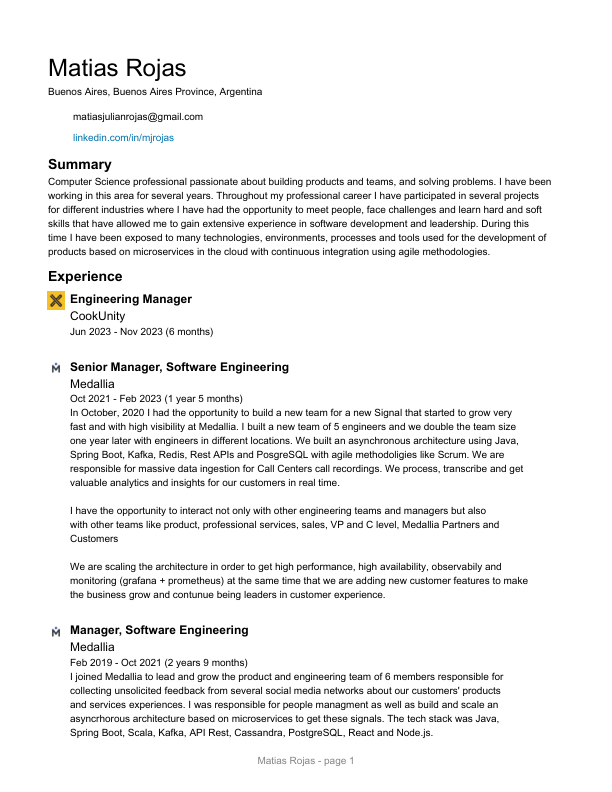 Matias Rojas
Buenos Aires, Buenos Aires Province, Argentina
matiasjulianrojas@gmail.com
linkedin.com/in/mjrojas
Summary
Computer Science professional passionate about building products and teams, and solving problems. I have been
working in this area for several years. Throughout my professional career I have participated in several projects
for different industries where I have had the opportunity to meet people, face challenges and learn hard and soft
skills that have allowed me to gain extensive experience in software development and leadership. During this
time I have been exposed to many technologies, environments, processes and tools used for the development of
products based on microservices in the cloud with continuous integration using agile methodologies.
Experience
Engineering Manager
CookUnity
Jun 2023 - Nov 2023 (6 months)
Senior Manager, Software Engineering
Medallia
Oct 2021 - Feb 2023 (1 year 5 months)
In October, 2020 I had the opportunity to build a new team for a new Signal that started to grow very
fast and with high visibility at Medallia. I built a new team of 5 engineers and we double the team size
one year later with engineers in different locations. We built an asynchronous architecture using Java,
Spring Boot, Kafka, Redis, Rest APIs and PosgreSQL with agile methodoligies like Scrum. We are
responsible for massive data ingestion for Call Centers call recordings. We process, transcribe and get
valuable analytics and insights for our customers in real time.
I have the opportunity to interact not only with other engineering teams and managers but also
with other teams like product, professional services, sales, VP and C level, Medallia Partners and
Customers
We are scaling the architecture in order to get high performance, high availability, observabily and
monitoring (grafana + prometheus) at the same time that we are adding new customer features to make
the business grow and contunue being leaders in customer experience.
Manager, Software Engineering
Medallia
Feb 2019 - Oct 2021 (2 years 9 months)
I joined Medallia to lead and grow the product and engineering team of 6 members responsible for
collecting unsolicited feedback from several social media networks about our customers' products
and services experiences. I was responsible for people managment as well as build and scale an
asyncrhorous architecture based on microservices to get these signals. The tech stack was Java,
Spring Boot, Scala, Kafka, API Rest, Cassandra, PostgreSQL, React and Node.js.
Matias Rojas - page 1